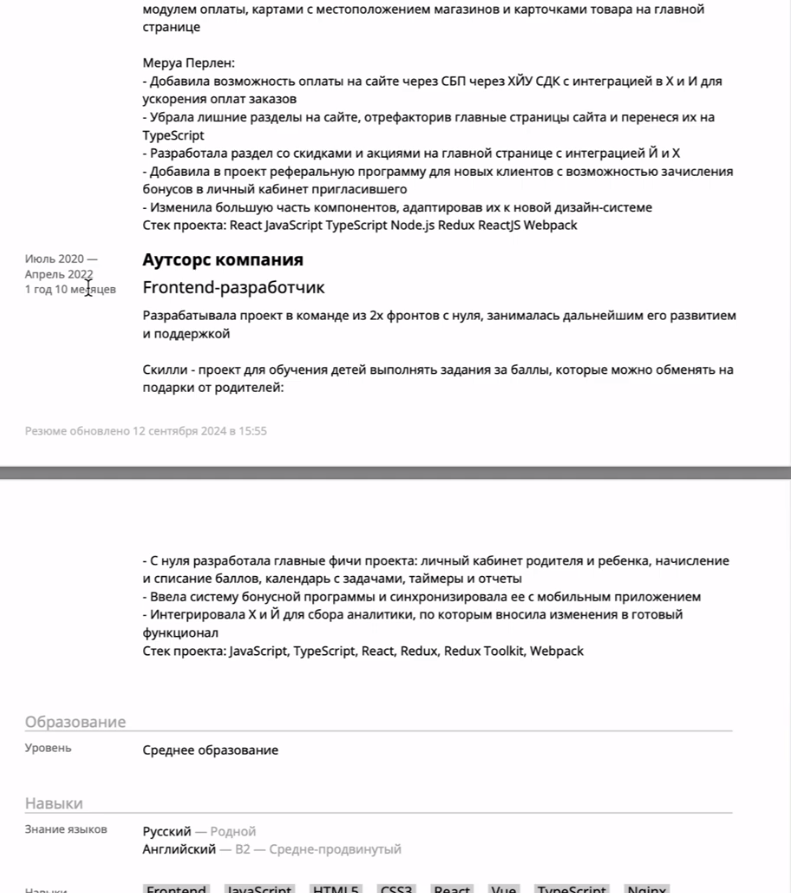 модулем оплаты, картами с местоположением магазинов и карточками товара на главной
странице
Меруа Перлен:
- Добавила возможность оплаты на сайте через СБП через ХЙУ СДК с интеграцией в Х и И для
ускорения оплат заказов
- Убрала лишние разделы на сайте, отрефакторив главные страницы сайта и перенеся их на
TypeScript
- Разработала раздел со скидками и акциями на главной странице с интеграцией Й и Х
- Добавила в проект реферальную программу для новых клиентов с возможностью зачисления
бонусов в личный кабинет пригласившего
- Изменила большую часть компонентов, адаптировав их к новой дизайн-системе
Стек проекта: React JavaScript TypeScript Node.js Redux ReactJS Webpack
Июль 2020 —
Апрель 2022
1 год 10 месяцев
Аутсорс компания
Frontend-разработчик
Разрабатывала проект в команде из 2х фронтов с нуля, занималась дальнейшим его развитием
и поддержкой
Скилли - проект для обучения детей выполнять задания за баллы, которые можно обменять на
подарки от родителей:
Резюме обновлено 12 сентября 2024 в 15:55
- С нуля разработала главные фичи проекта: личный кабинет родителя и ребенка, начисление
и списание баллов, календарь с задачами, таймеры и отчеты
- Ввела систему бонусной программы и синхронизировала ее с мобильным приложением
- Интегрировала Х и Й для сбора аналитики, по которым вносила изменения в готовый
функционал
Стек проекта: JavaScript, TypeScript, React, Redux, Redux Toolkit, Webpack
Образование
Уровень
Среднее образование
Навыки
Знание языков
Русский — Родной
Английский — B2 — Средне-продвинутый
Навыки
Frontend JavaScript HTML5 CSS3 React Vue TypeScript Nginx